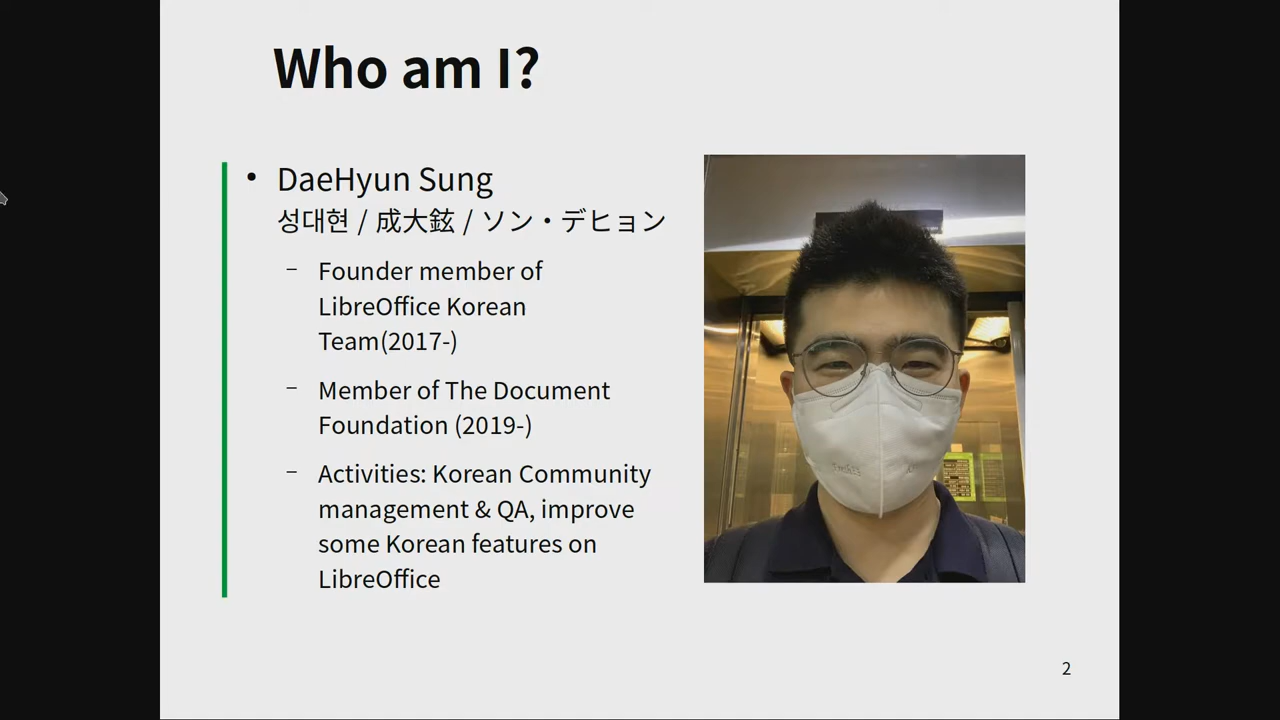 Who am I?
• DaeHyun Sung
성대현 / 成大鉉 / ソン・デヒョン
– Founder member of
LibreOffice Korean
Team(2017-)
– Member of The Document
Foundation (2019-)
– Activities: Korean Community
management & QA, improve
some Korean features on
LibreOffice
2